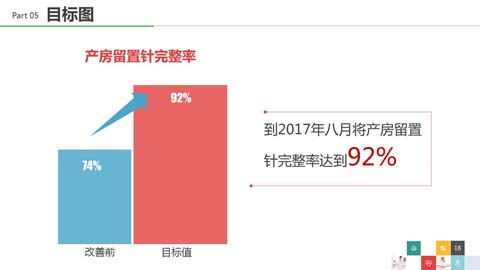 Part 05 目标图
产房留置针完整率
92%
74%
改善前
目标值
到2017年八月将产房留置
针完整率达到92%
18